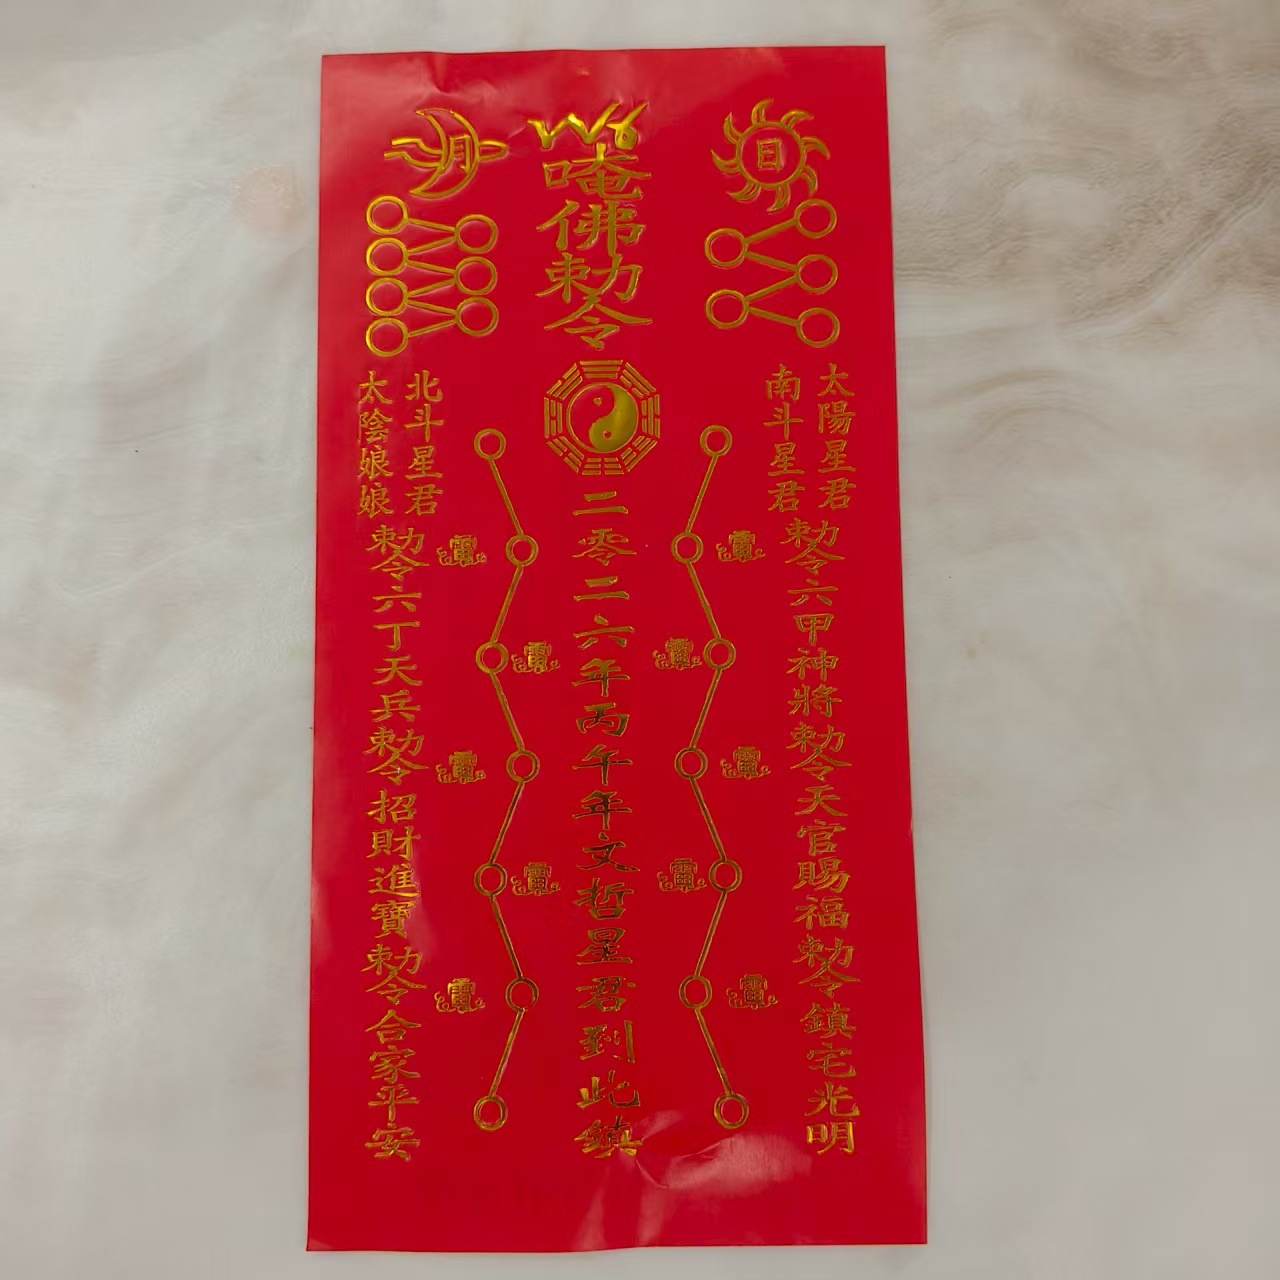 日
太陽星君
南斗星君
勅令六甲神將勅令天官賜福勅令鎮宅光明
唵佛勅令
二零二六年丙午年文哲星君到此鎮
月
北斗星君
太陰娘娘
勅令六丁天兵勅令招財進寶勅令合家平安